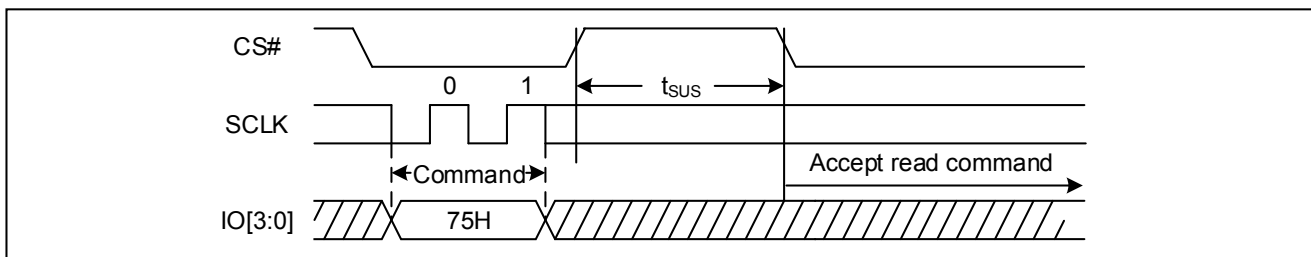 CS#
0 1
tSUS
SCLK
Accept read command
Command
IO[3:0] 75H